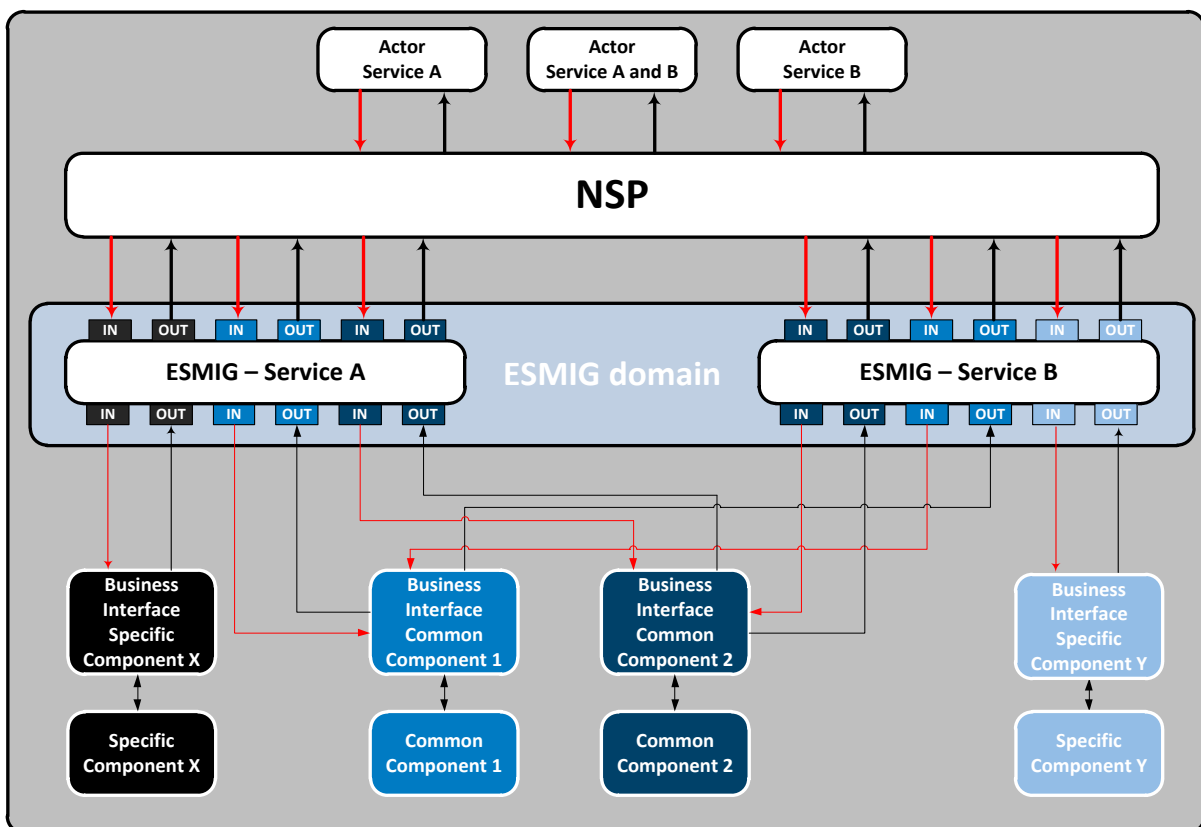 Actor
Service A
Actor
Service A and B
Actor
Service B
NSP
IN OUT IN OUT IN OUT
IN OUT IN OUT IN OUT
ESMIG – Service A
ESMIG domain
ESMIG – Service B
IN OUT IN OUT IN OUT
IN OUT IN OUT IN OUT
Business
Interface
Specific
Component X
Business
Interface
Common
Component 1
Business
Interface
Common
Component 2
Business
Interface
Specific
Component Y
Specific
Component X
Common
Component 1
Common
Component 2
Specific
Component Y